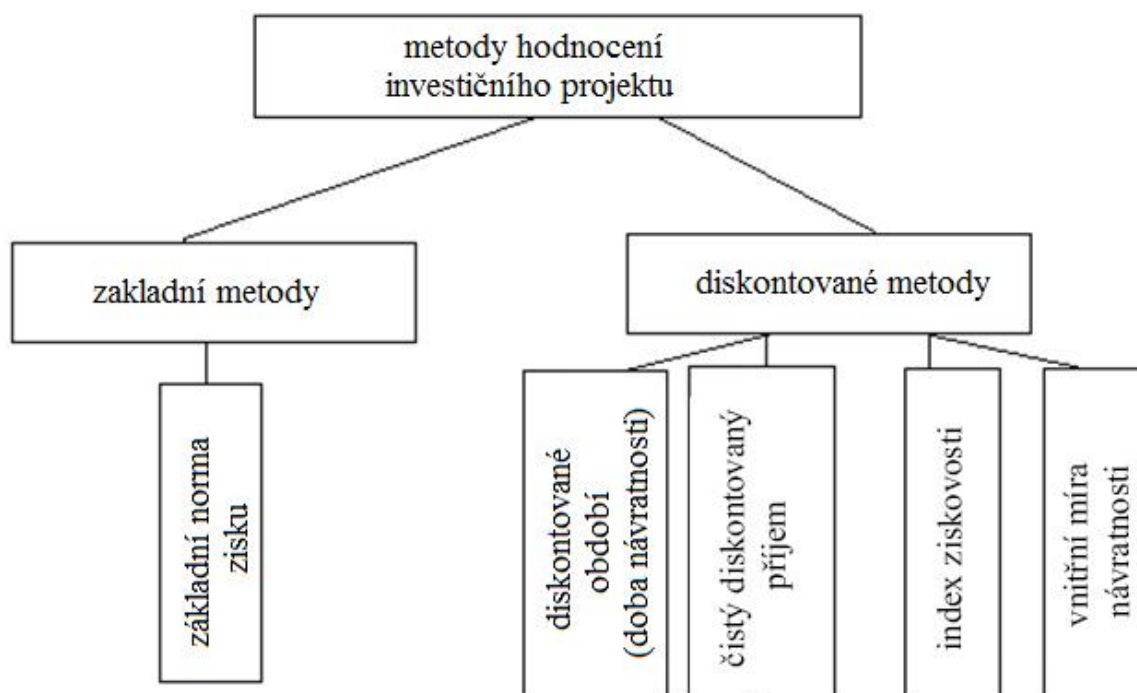 metody hodnocení
investičního projektu
zakladní metody
diskontované metody
základní norma
zisku
diskontované
období
(doba návratnosti)
čistý diskontovaný
příjem
index ziskovosti
vnitřní míra
návratnosti